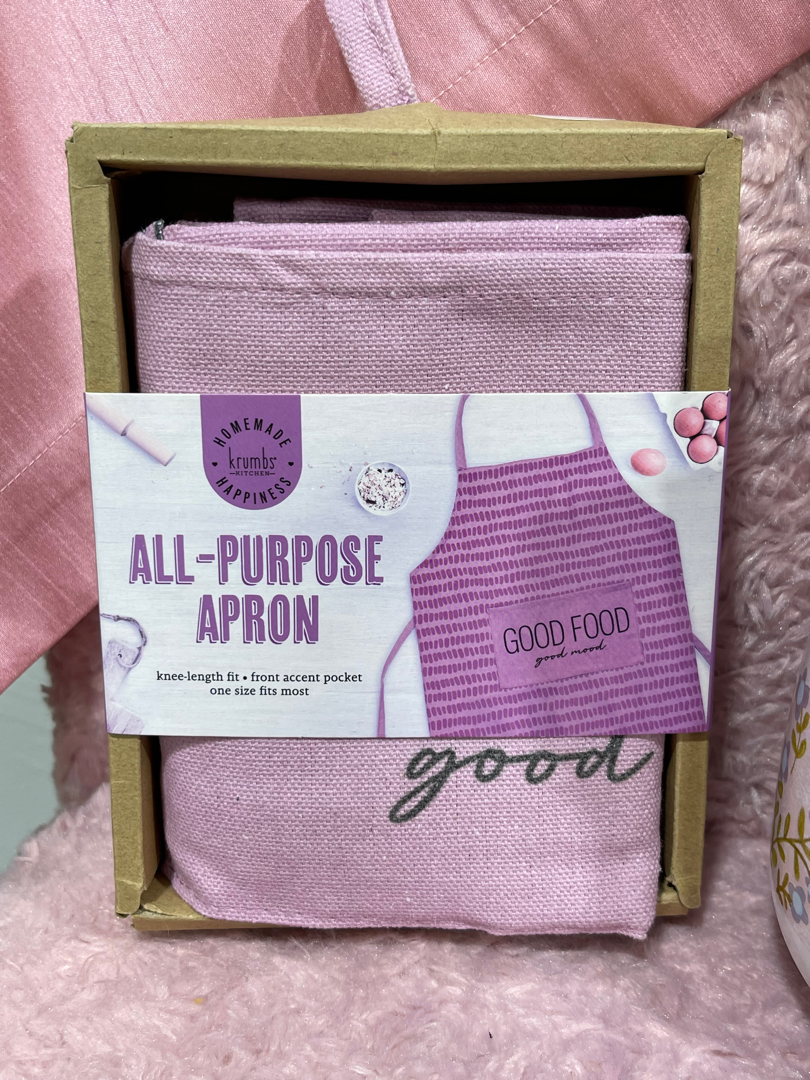 HOMEMADE
krumbs®
KITCHEN
HAPPINESS
ALL-PURPOSE
APRON
knee-length fit • front accent pocket
one size fits most
GOOD FOOD
good mood
good